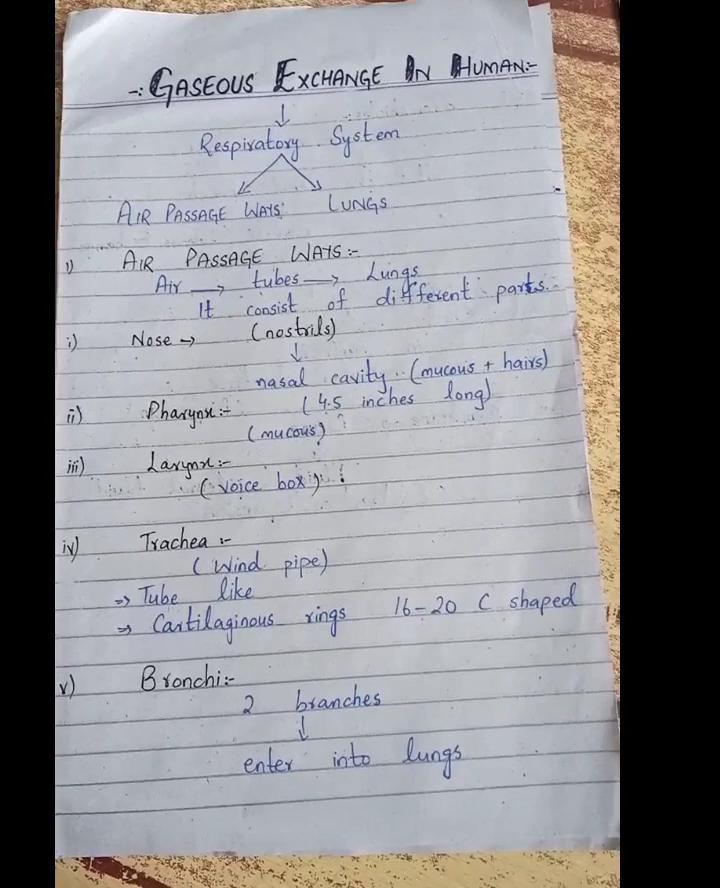 -: GASEOUS EXCHANGE IN HUMAN:-
↓
Respiratory System
AIR PASSAGE WAYS: LUNGS
1) AIR PASSAGE WAYS:-
Air → tubes → Lungs
It consist of different parts.
i) Nose → (nostrils)
↓
nasal cavity. (mucous + hairs)
ii) Pharynx:- (4.5 inches long)
(mucous)
iii) Larynx:-
(voice box)
iv) Trachea :-
(Wind pipe)
⇒ Tube like
⇒ Cartilaginous rings 16-20 C shaped
v) Bronchi:-
2 branches
↓
enter into lungs